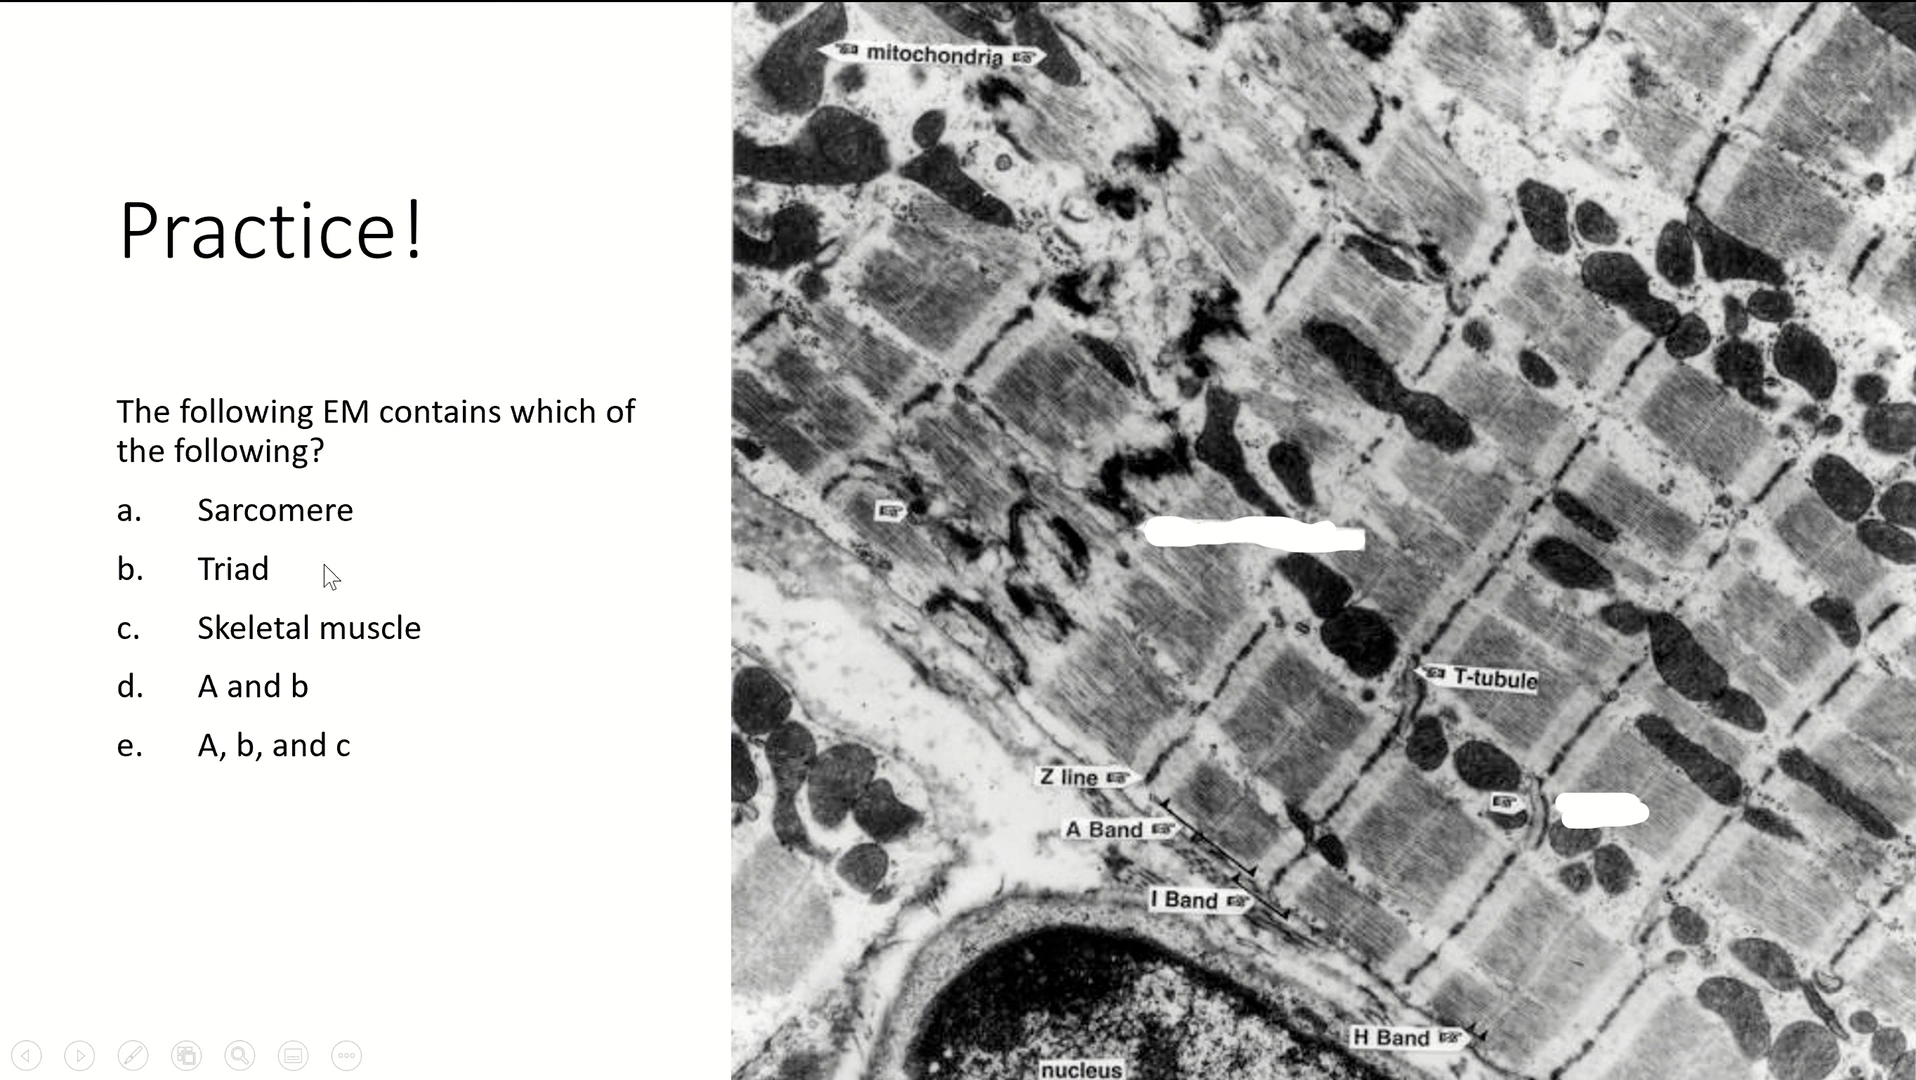 Practice!
The following EM contains which of
the following?
a. Sarcomere
b. Triad
c. Skeletal muscle
d. A and b
e. A, b, and c
mitochondria
T-tubule
Z line
A Band
I Band
H Band
nucleus